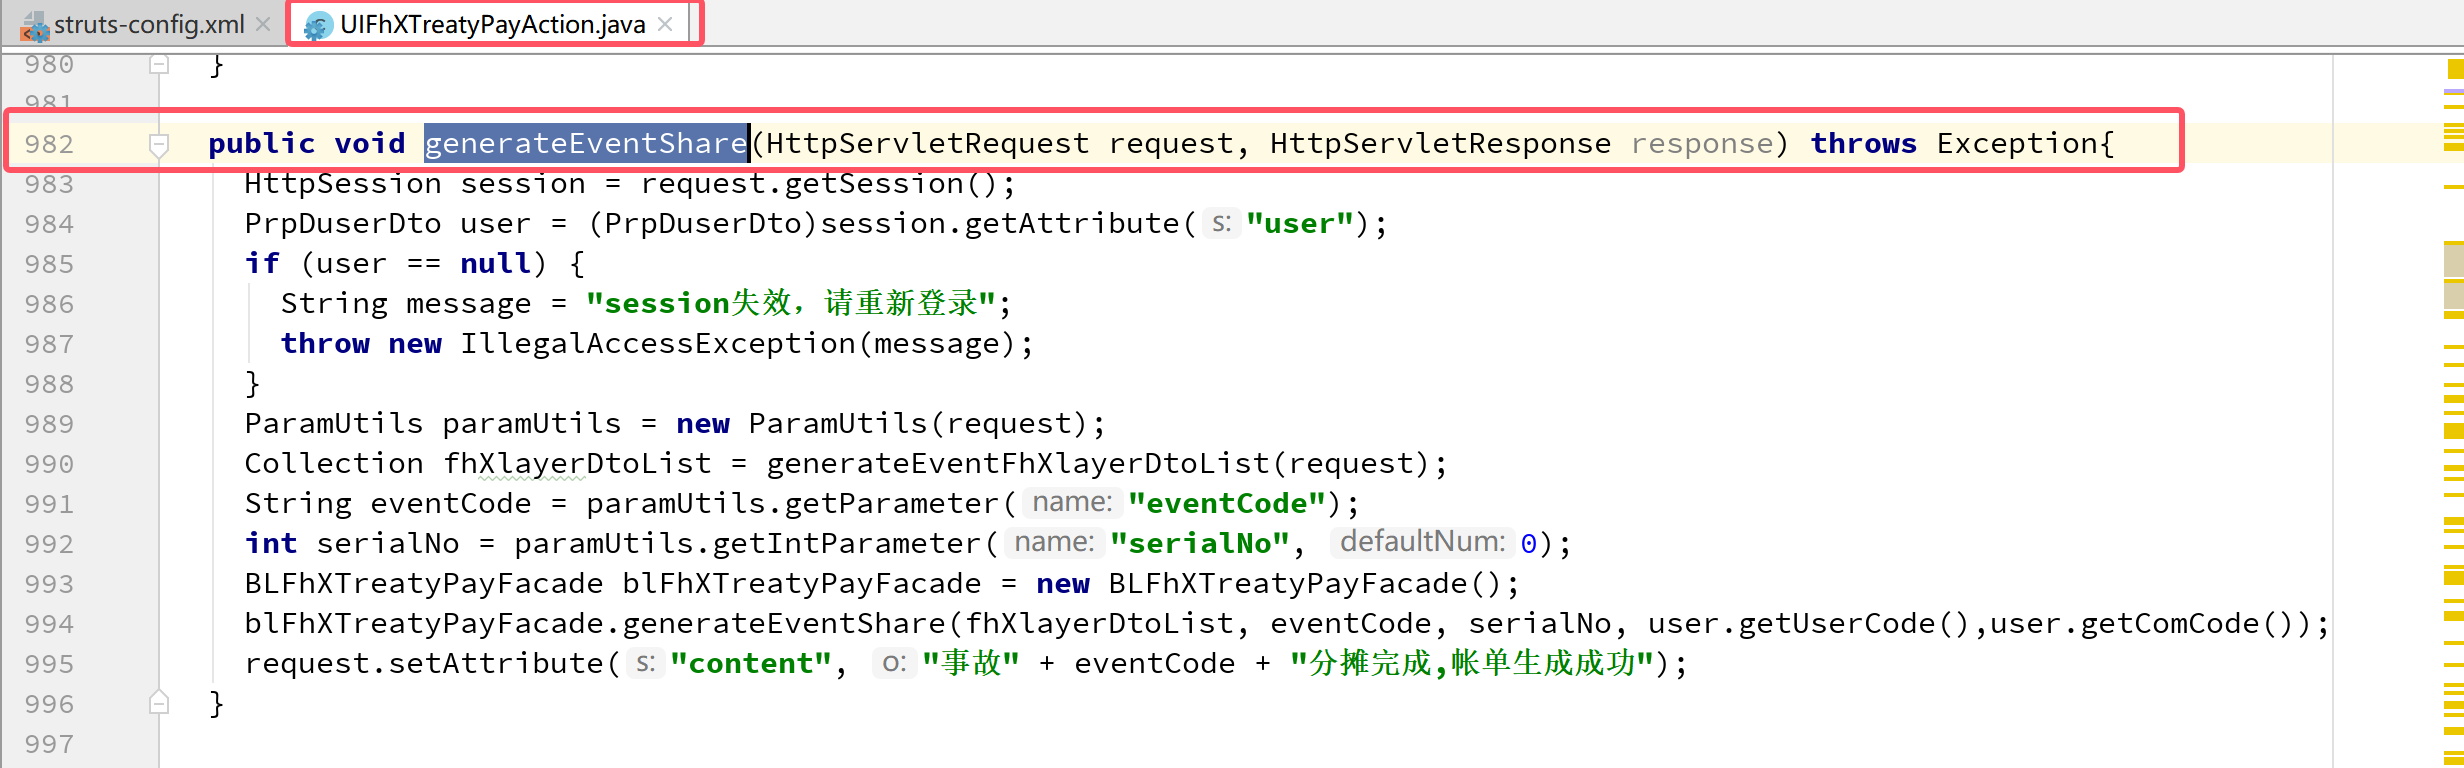 struts-config.xml UIFhXTreatyPayAction.java
980 }
981
982 public void generateEventShare(HttpServletRequest request, HttpServletResponse response) throws Exception{
983 HttpSession session = request.getSession();
984 PrpDuserDto user = (PrpDuserDto)session.getAttribute( s: "user");
985 if (user == null) {
986 String message = "session失效，请重新登录";
987 throw new IllegalAccessException(message);
988 }
989 ParamUtils paramUtils = new ParamUtils(request);
990 Collection fhXlayerDtoList = generateEventFhXlayerDtoList(request);
991 String eventCode = paramUtils.getParameter( name: "eventCode");
992 int serialNo = paramUtils.getIntParameter( name: "serialNo", defaultNum: 0);
993 BLFhXTreatyPayFacade blFhXTreatyPayFacade = new BLFhXTreatyPayFacade();
994 blFhXTreatyPayFacade.generateEventShare(fhXlayerDtoList, eventCode, serialNo, user.getUserCode(),user.getComCode());
995 request.setAttribute( s: "content", o: "事故" + eventCode + "分摊完成,帐单生成成功");
996 }
997